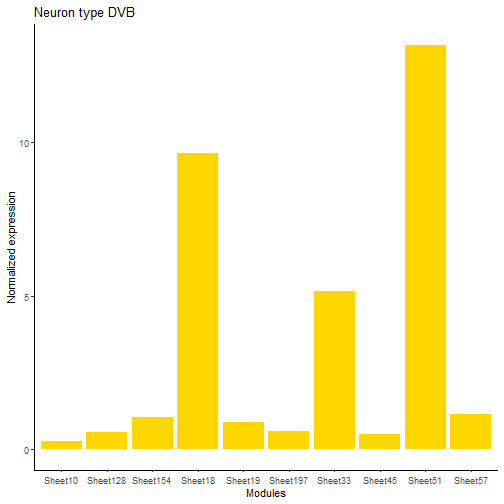 Neuron type DVB
Normalized expression
10
5
0
Sheet10 Sheet128 Sheet154 Sheet18 Sheet19 Sheet197 Sheet33 Sheet45 Sheet51 Sheet57
Modules